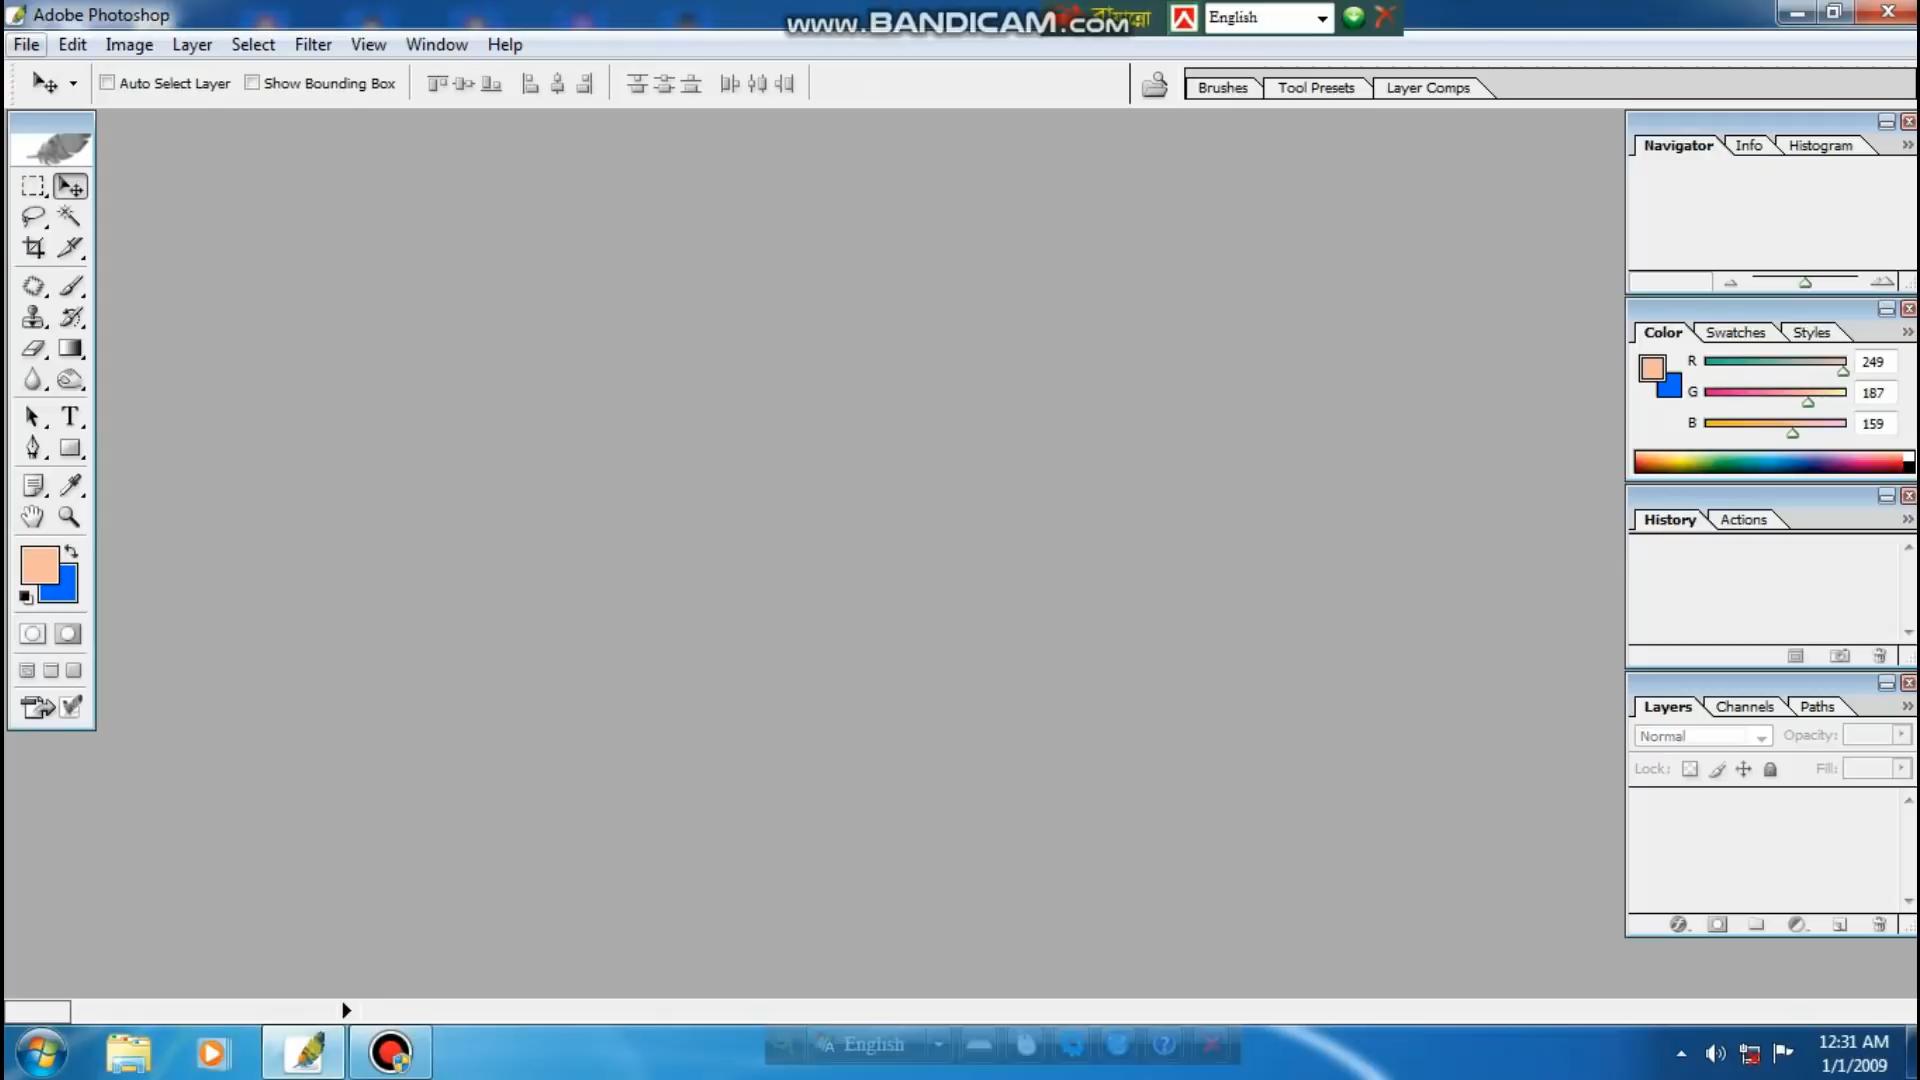 Adobe Photoshop
www.BANDICAM.com
বায়ান্নো
English
File Edit Image Layer Select Filter View Window Help
Auto Select Layer Show Bounding Box
Brushes Tool Presets Layer Comps
Navigator Info Histogram
Color Swatches Styles
R 249
G 187
B 159
T
History Actions
Layers Channels Paths
Normal Opacity:
Lock: Fill:
English
12:31 AM
1/1/2009